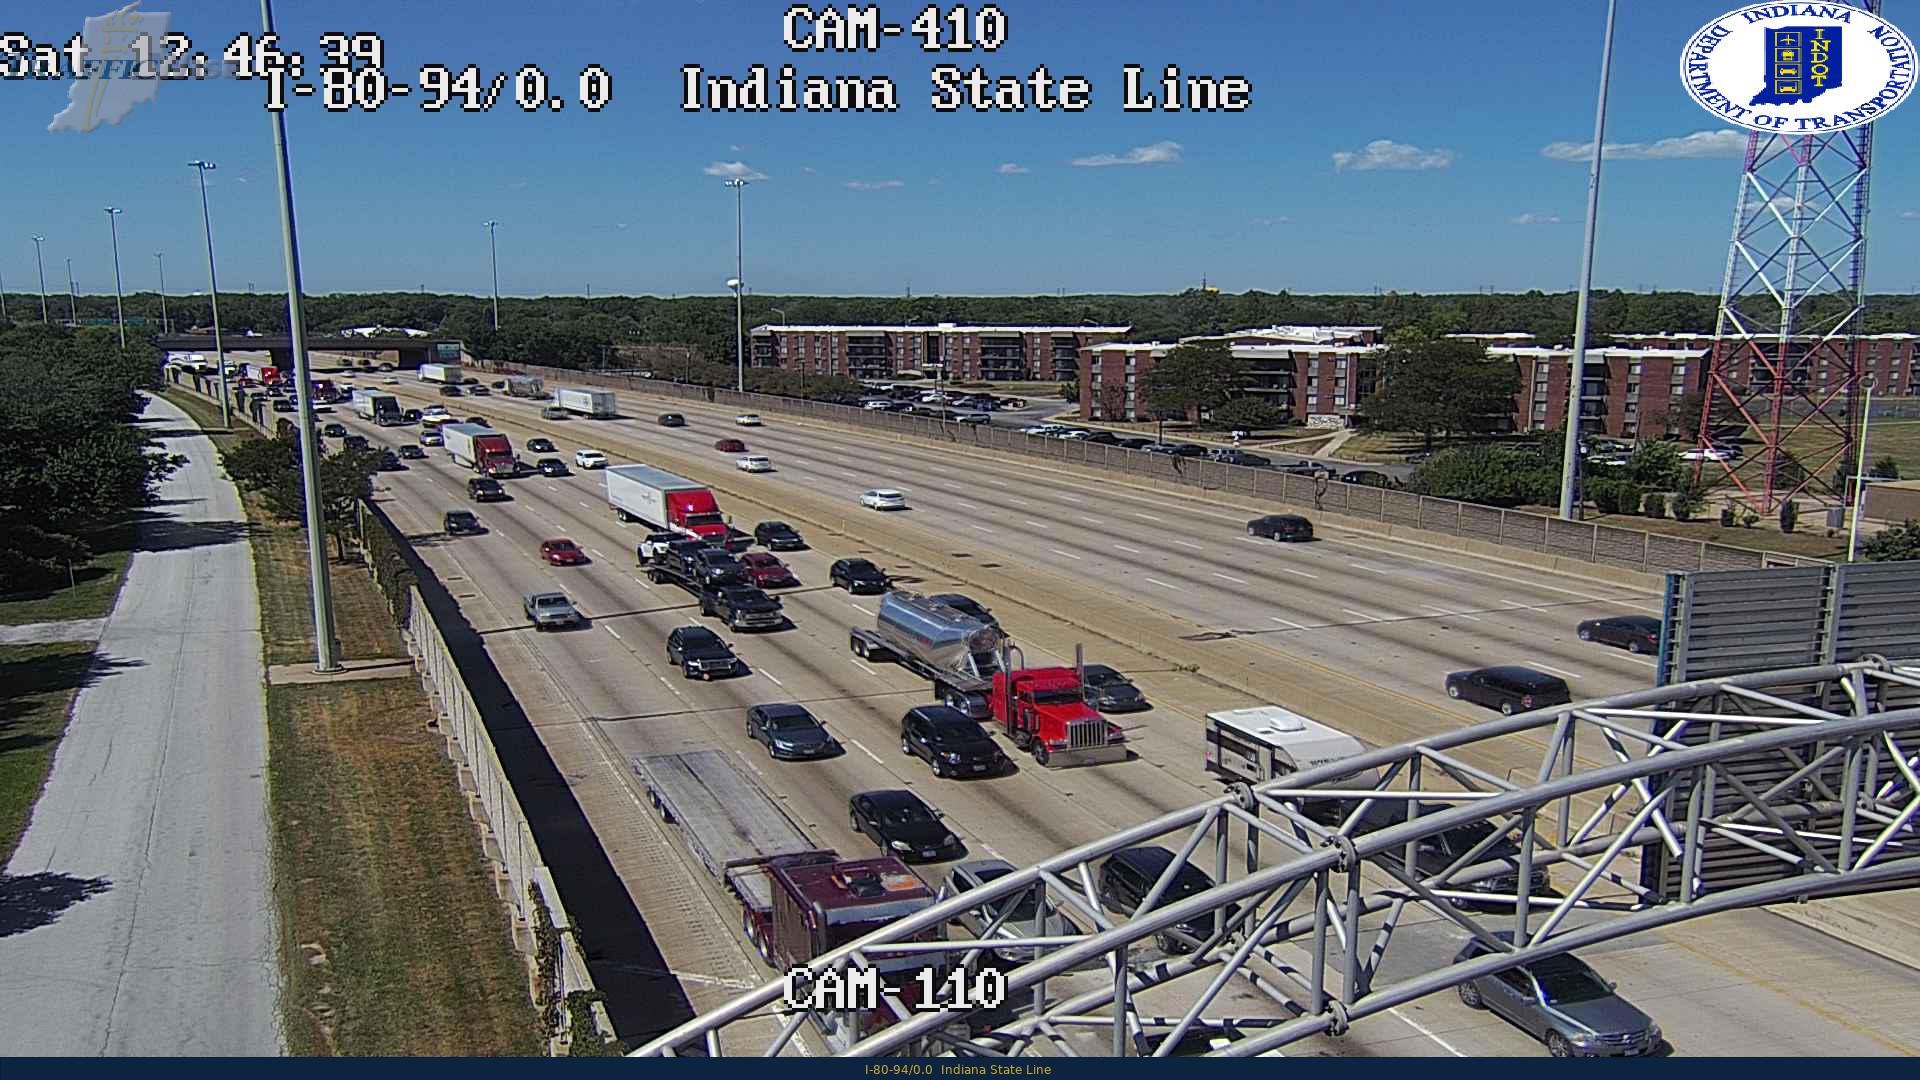 CAM-410
Sat 12:46:39
TRAFFICWISE
I-80-94/0.0 Indiana State Line
INDIANA
DEPARTMENT OF TRANSPORTATION
INDOT
CAM-110
I-80-94/0.0 Indiana State Line